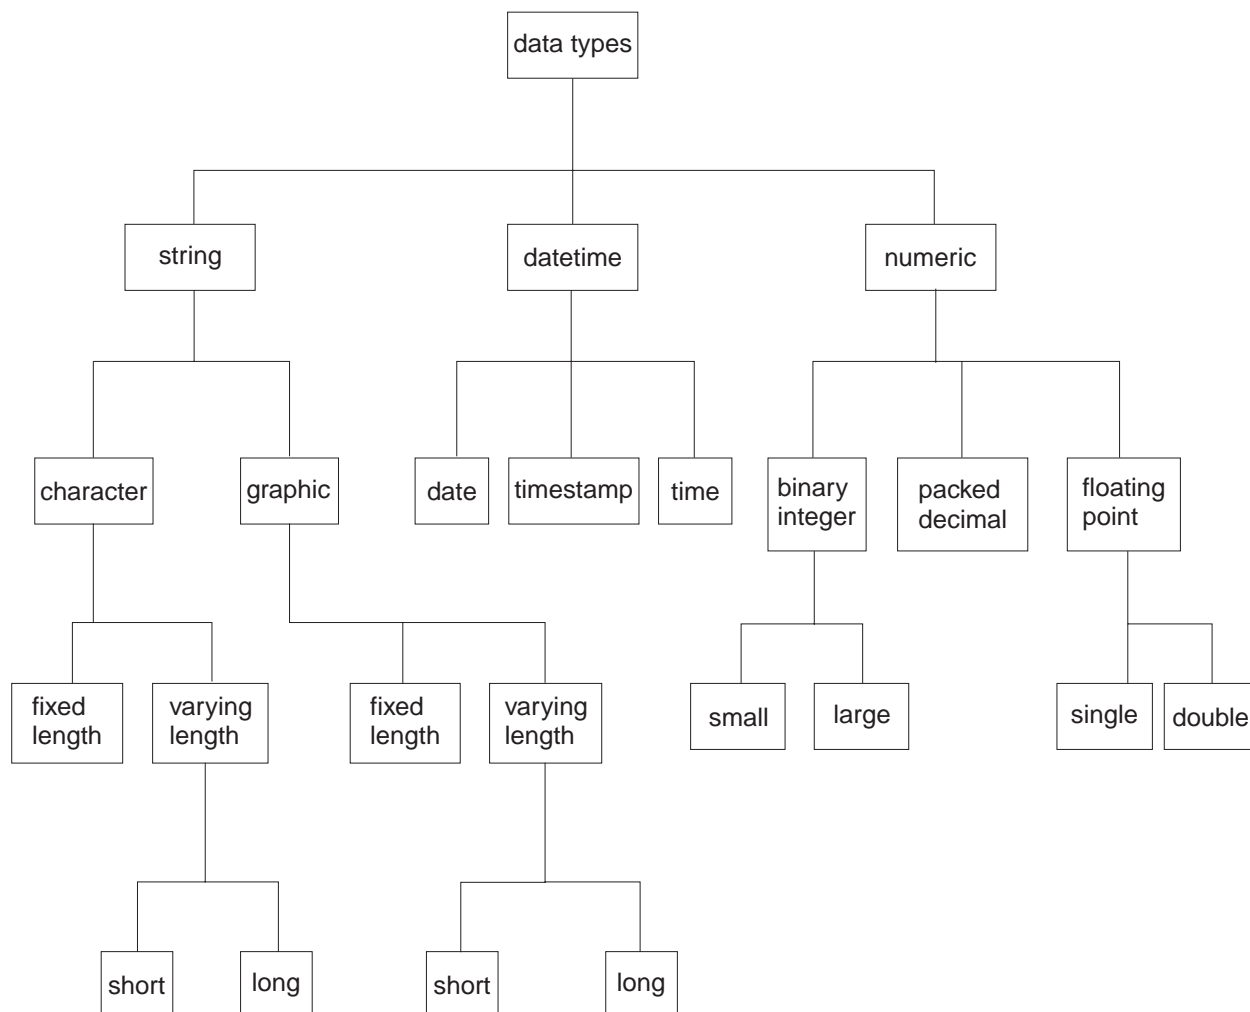 data types
string
datetime
numeric
character
graphic
date
timestamp
time
binary
integer
packed
decimal
floating
point
fixed
length
varying
length
fixed
length
varying
length
small
large
single
double
short
long
short
long